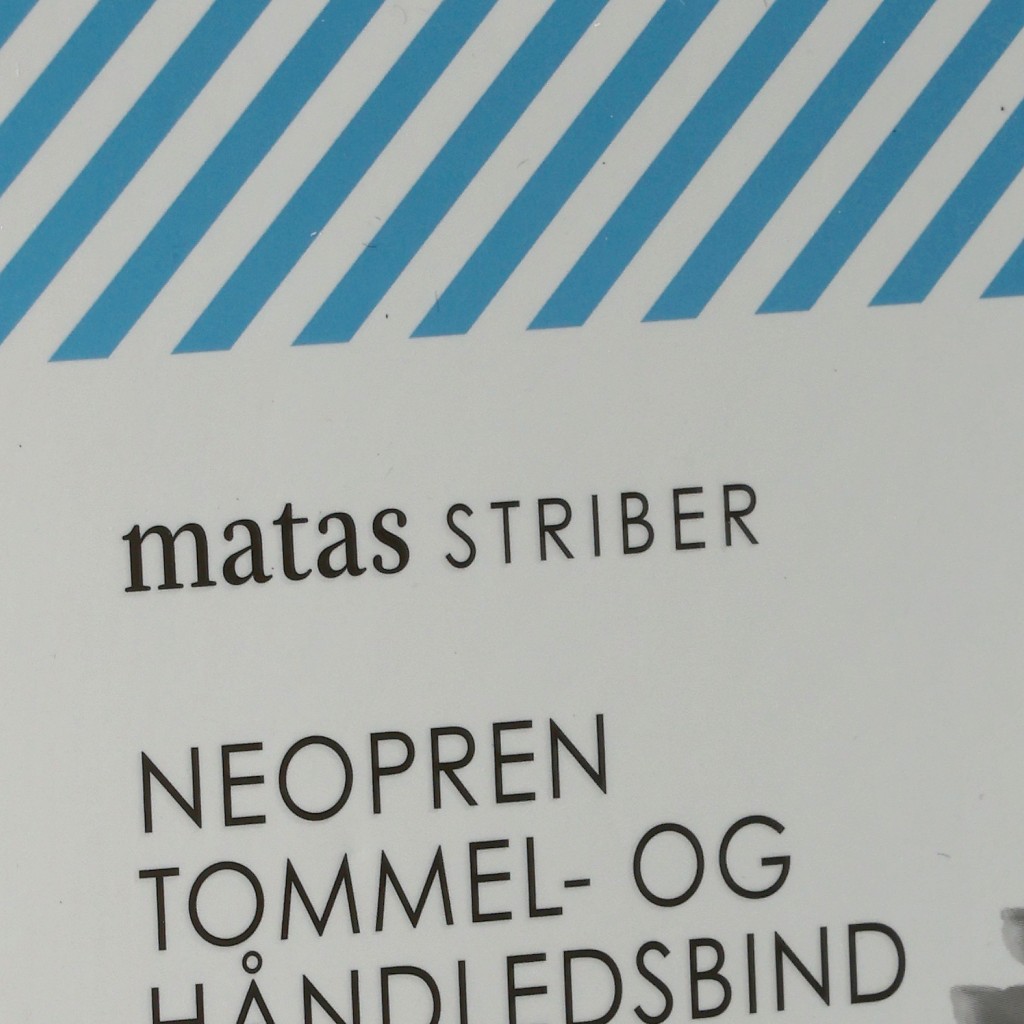 matas STRIBER
NEOPREN
TOMMEL- OG
HÅNDLEDSBIND